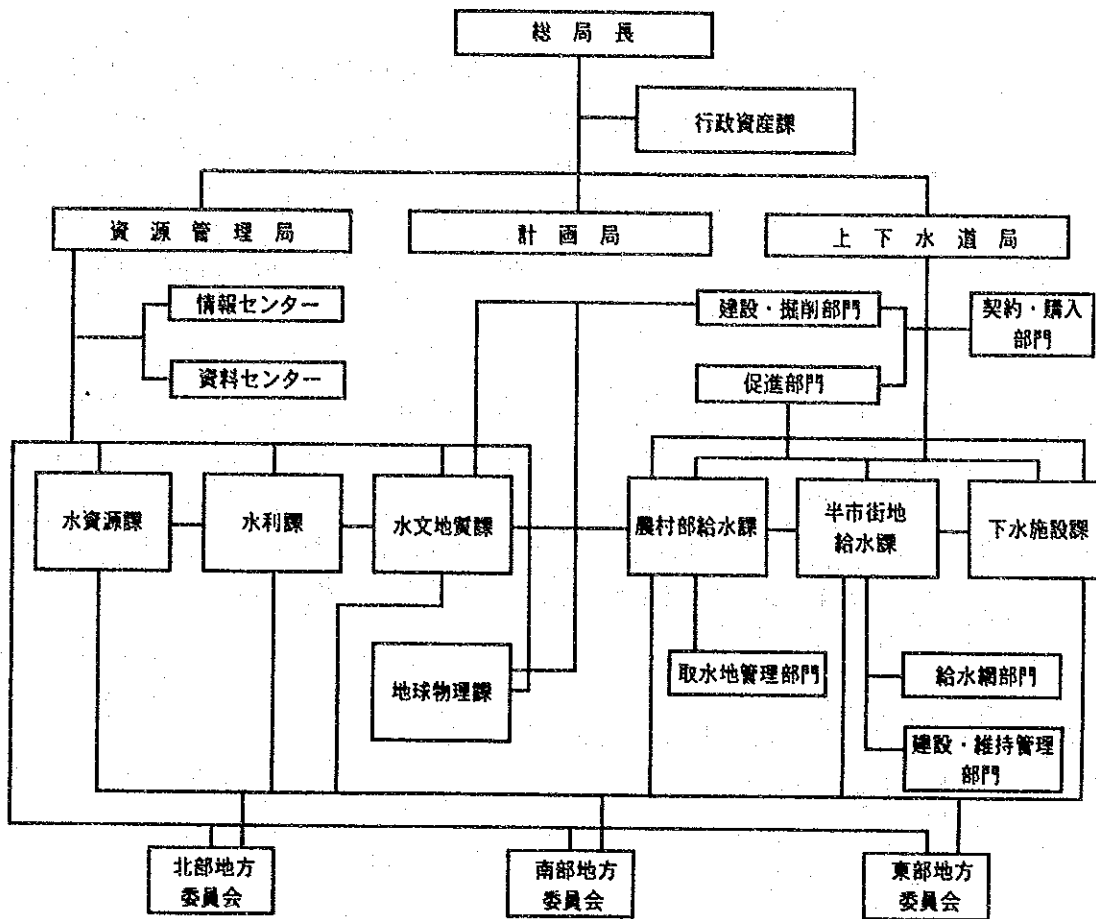 総局長
行政資産課
資源管理局
計画局
上下水道局
情報センター
建設・掘削部門
契約・購入
部門
資料センター
促進部門
水資源課
水利課
水文地質課
農村部給水課
半市街地
給水課
下水施設課
地球物理課
取水地管理部門
給水網部門
建設・維持管理
部門
北部地方
委員会
南部地方
委員会
東部地方
委員会